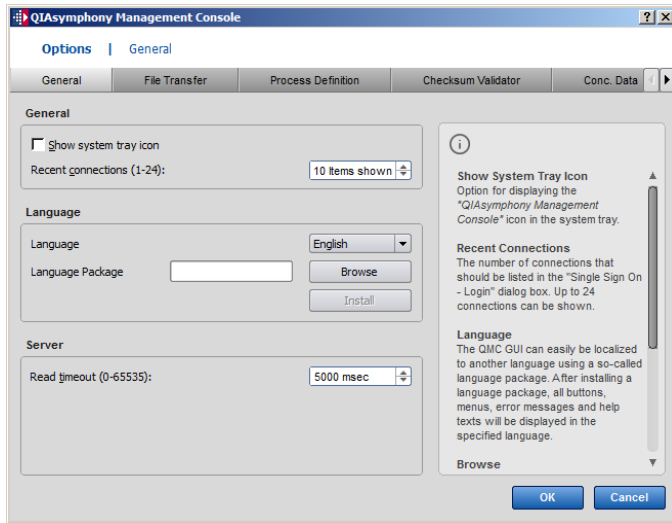 QIAsymphony Management Console
Options | General
General File Transfer Process Definition Checksum Validator Conc. Data
General
Show system tray icon
Recent connections (1-24): 10 Items shown
Language
Language English
Language Package Browse
Install
Server
Read timeout (0-65535): 5000 msec
Show System Tray Icon
Option for displaying the
"QIAsymphony Management
Console" icon in the system tray.
Recent Connections
The number of connections that
should be listed in the "Single Sign On
- Login" dialog box. Up to 24
connections can be shown.
Language
The QMC GUI can easily be localized
to another language using a so-called
language package. After installing a
language package, all buttons,
menus, error messages and help
texts will be displayed in the
specified language.
Browse
OK Cancel